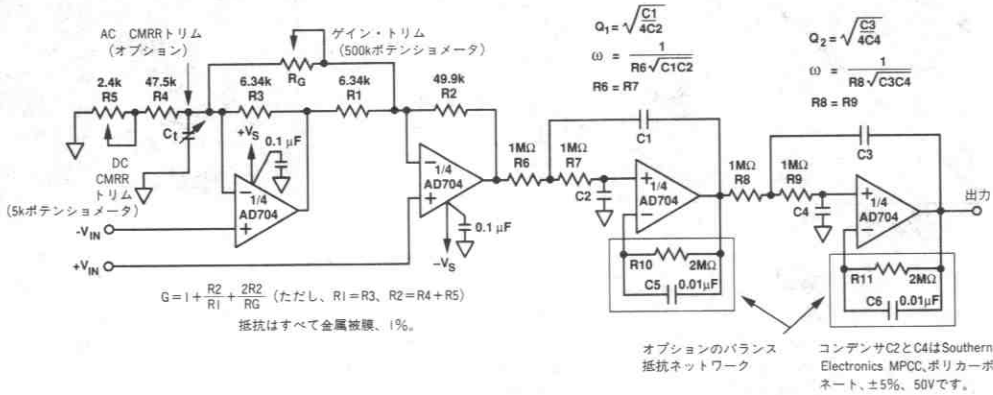 AC CMRRトリム
(オプション)
ゲイン・トリム
(500kポテンショメータ)
RG
2.4k
R5
47.5k
R4
6.34k
R3
6.34k
R1
49.9k
R2
Ct
+VS
0.1 μF
DC
CMRR
トリム
(5kポテンショメータ)
−
1/4
AD704
+
−
1/4
AD704
+
0.1 μF
−VS
-VIN
+VIN
G=1+R2/R1+2R2/RG (ただし、R1=R3、R2=R4+R5)
抵抗はすべて金属被膜、1%。
Q1=√C1/4C2
ω=1/R6√C1C2
R6=R7
Q2=√C3/4C4
ω=1/R8√C3C4
R8=R9
1MΩ
R6
1MΩ
R7
C1
C2
+
1/4
−
AD704
R10
2MΩ
C5
0.01μF
1MΩ
R8
1MΩ
R9
C3
C4
+
1/4
−
AD704
R11
2MΩ
C6
0.01μF
出力
オプションのバランス
抵抗ネットワーク
コンデンサC2とC4はSouthern
Electronics MPCC、ポリカーボ
ネート、±5%、50Vです。